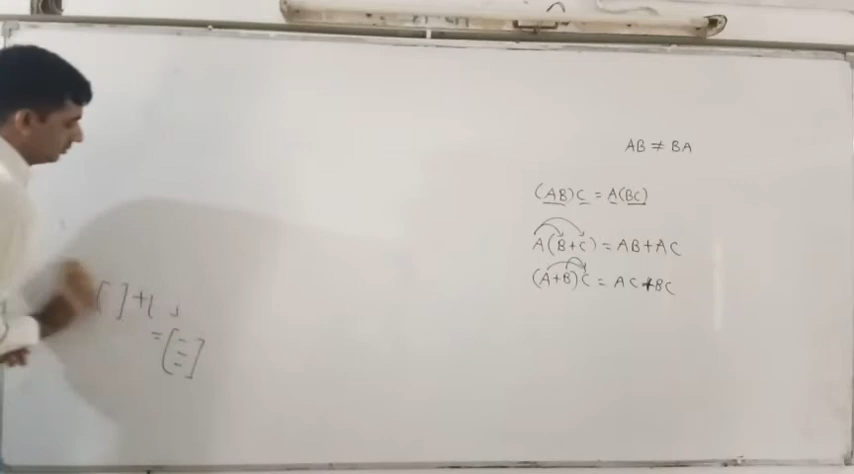 AB ≠ BA
(AB)C = A(BC)
A(B+C) = AB+AC
(A+B)C = AC+BC
[ ]+[ ]
=[ ]